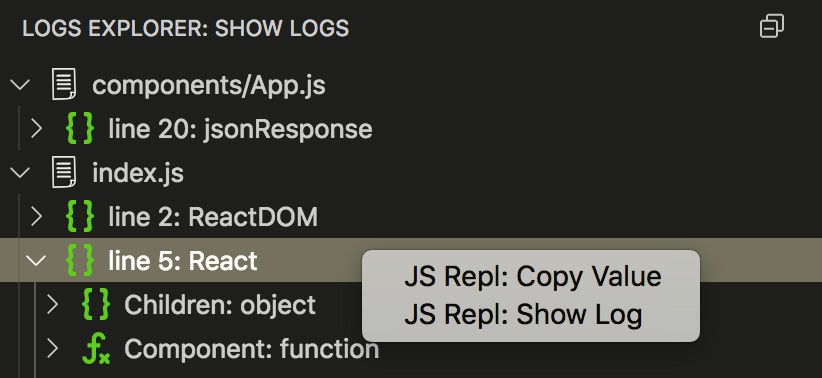 LOGS EXPLORER: SHOW LOGS
components/App.js
{} line 20: jsonResponse
index.js
{} line 2: ReactDOM
{} line 5: React
JS Repl: Copy Value
{} Children: object
JS Repl: Show Log
fx Component: function